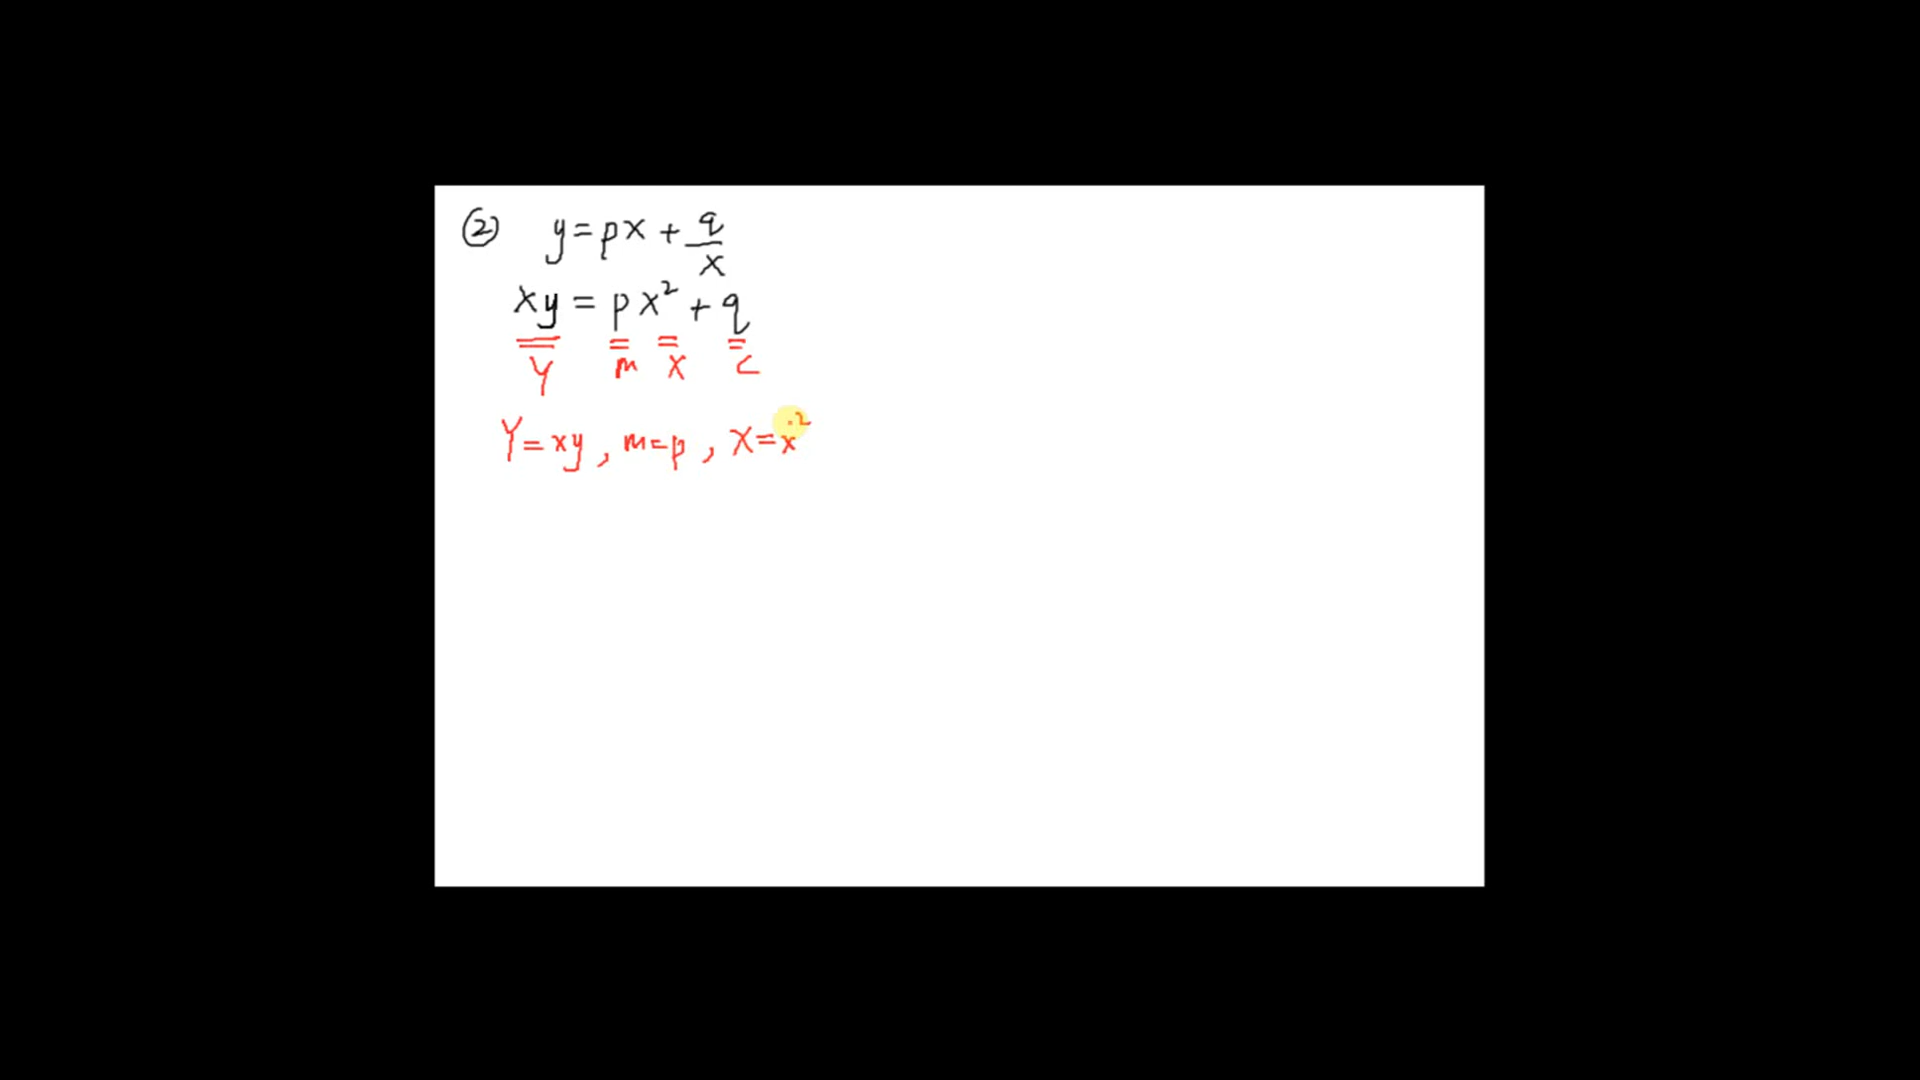 ② y = px + q/x
xy = px² + q
Y m X C
Y = xy , m = p , X = x²